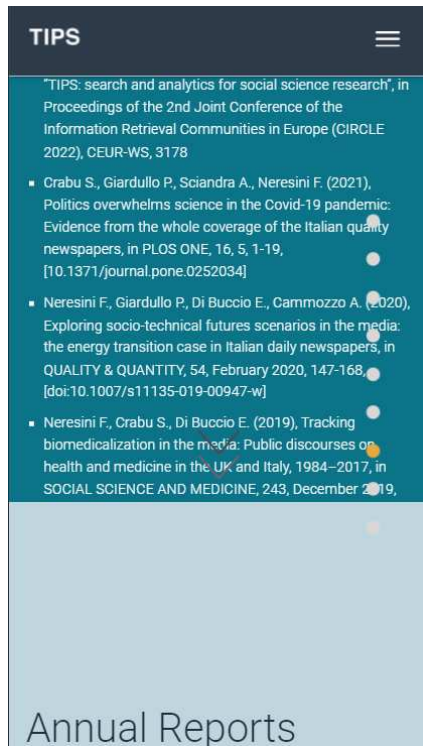 TIPS
"TIPS: search and analytics for social science research", in
Proceedings of the 2nd Joint Conference of the
Information Retrieval Communities in Europe (CIRCLE
2022), CEUR-WS, 3178
Crabu S., Giardullo P., Sciandra A., Neresini F. (2021),
Politics overwhelms science in the Covid-19 pandemic:
Evidence from the whole coverage of the Italian quality
newspapers, in PLOS ONE, 16, 5, 1-19,
[10.1371/journal.pone.0252034]
Neresini F., Giardullo P., Di Buccio E., Cammozzo A. (2020),
Exploring socio-technical futures scenarios in the media:
the energy transition case in Italian daily newspapers, in
QUALITY & QUANTITY, 54, February 2020, 147-168,
[doi:10.1007/s11135-019-00947-w]
Neresini F., Crabu S., Di Buccio E. (2019), Tracking
biomedicalization in the media: Public discourses on
health and medicine in the UK and Italy, 1984–2017, in
SOCIAL SCIENCE AND MEDICINE, 243, December 2019,
Annual Reports